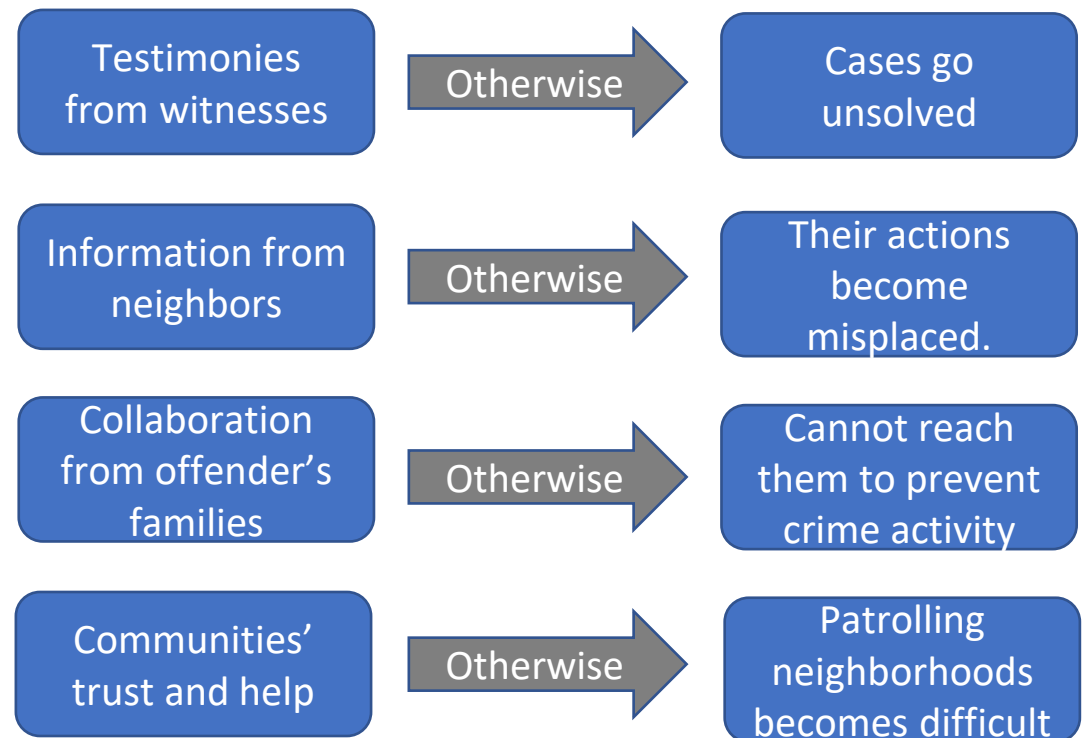 Testimonies
from witnesses
Otherwise
Cases go
unsolved
Information from
neighbors
Otherwise
Their actions
become
misplaced.
Collaboration
from offender’s
families
Otherwise
Cannot reach
them to prevent
crime activity
Communities’
trust and help
Otherwise
Patrolling
neighborhoods
becomes difficult